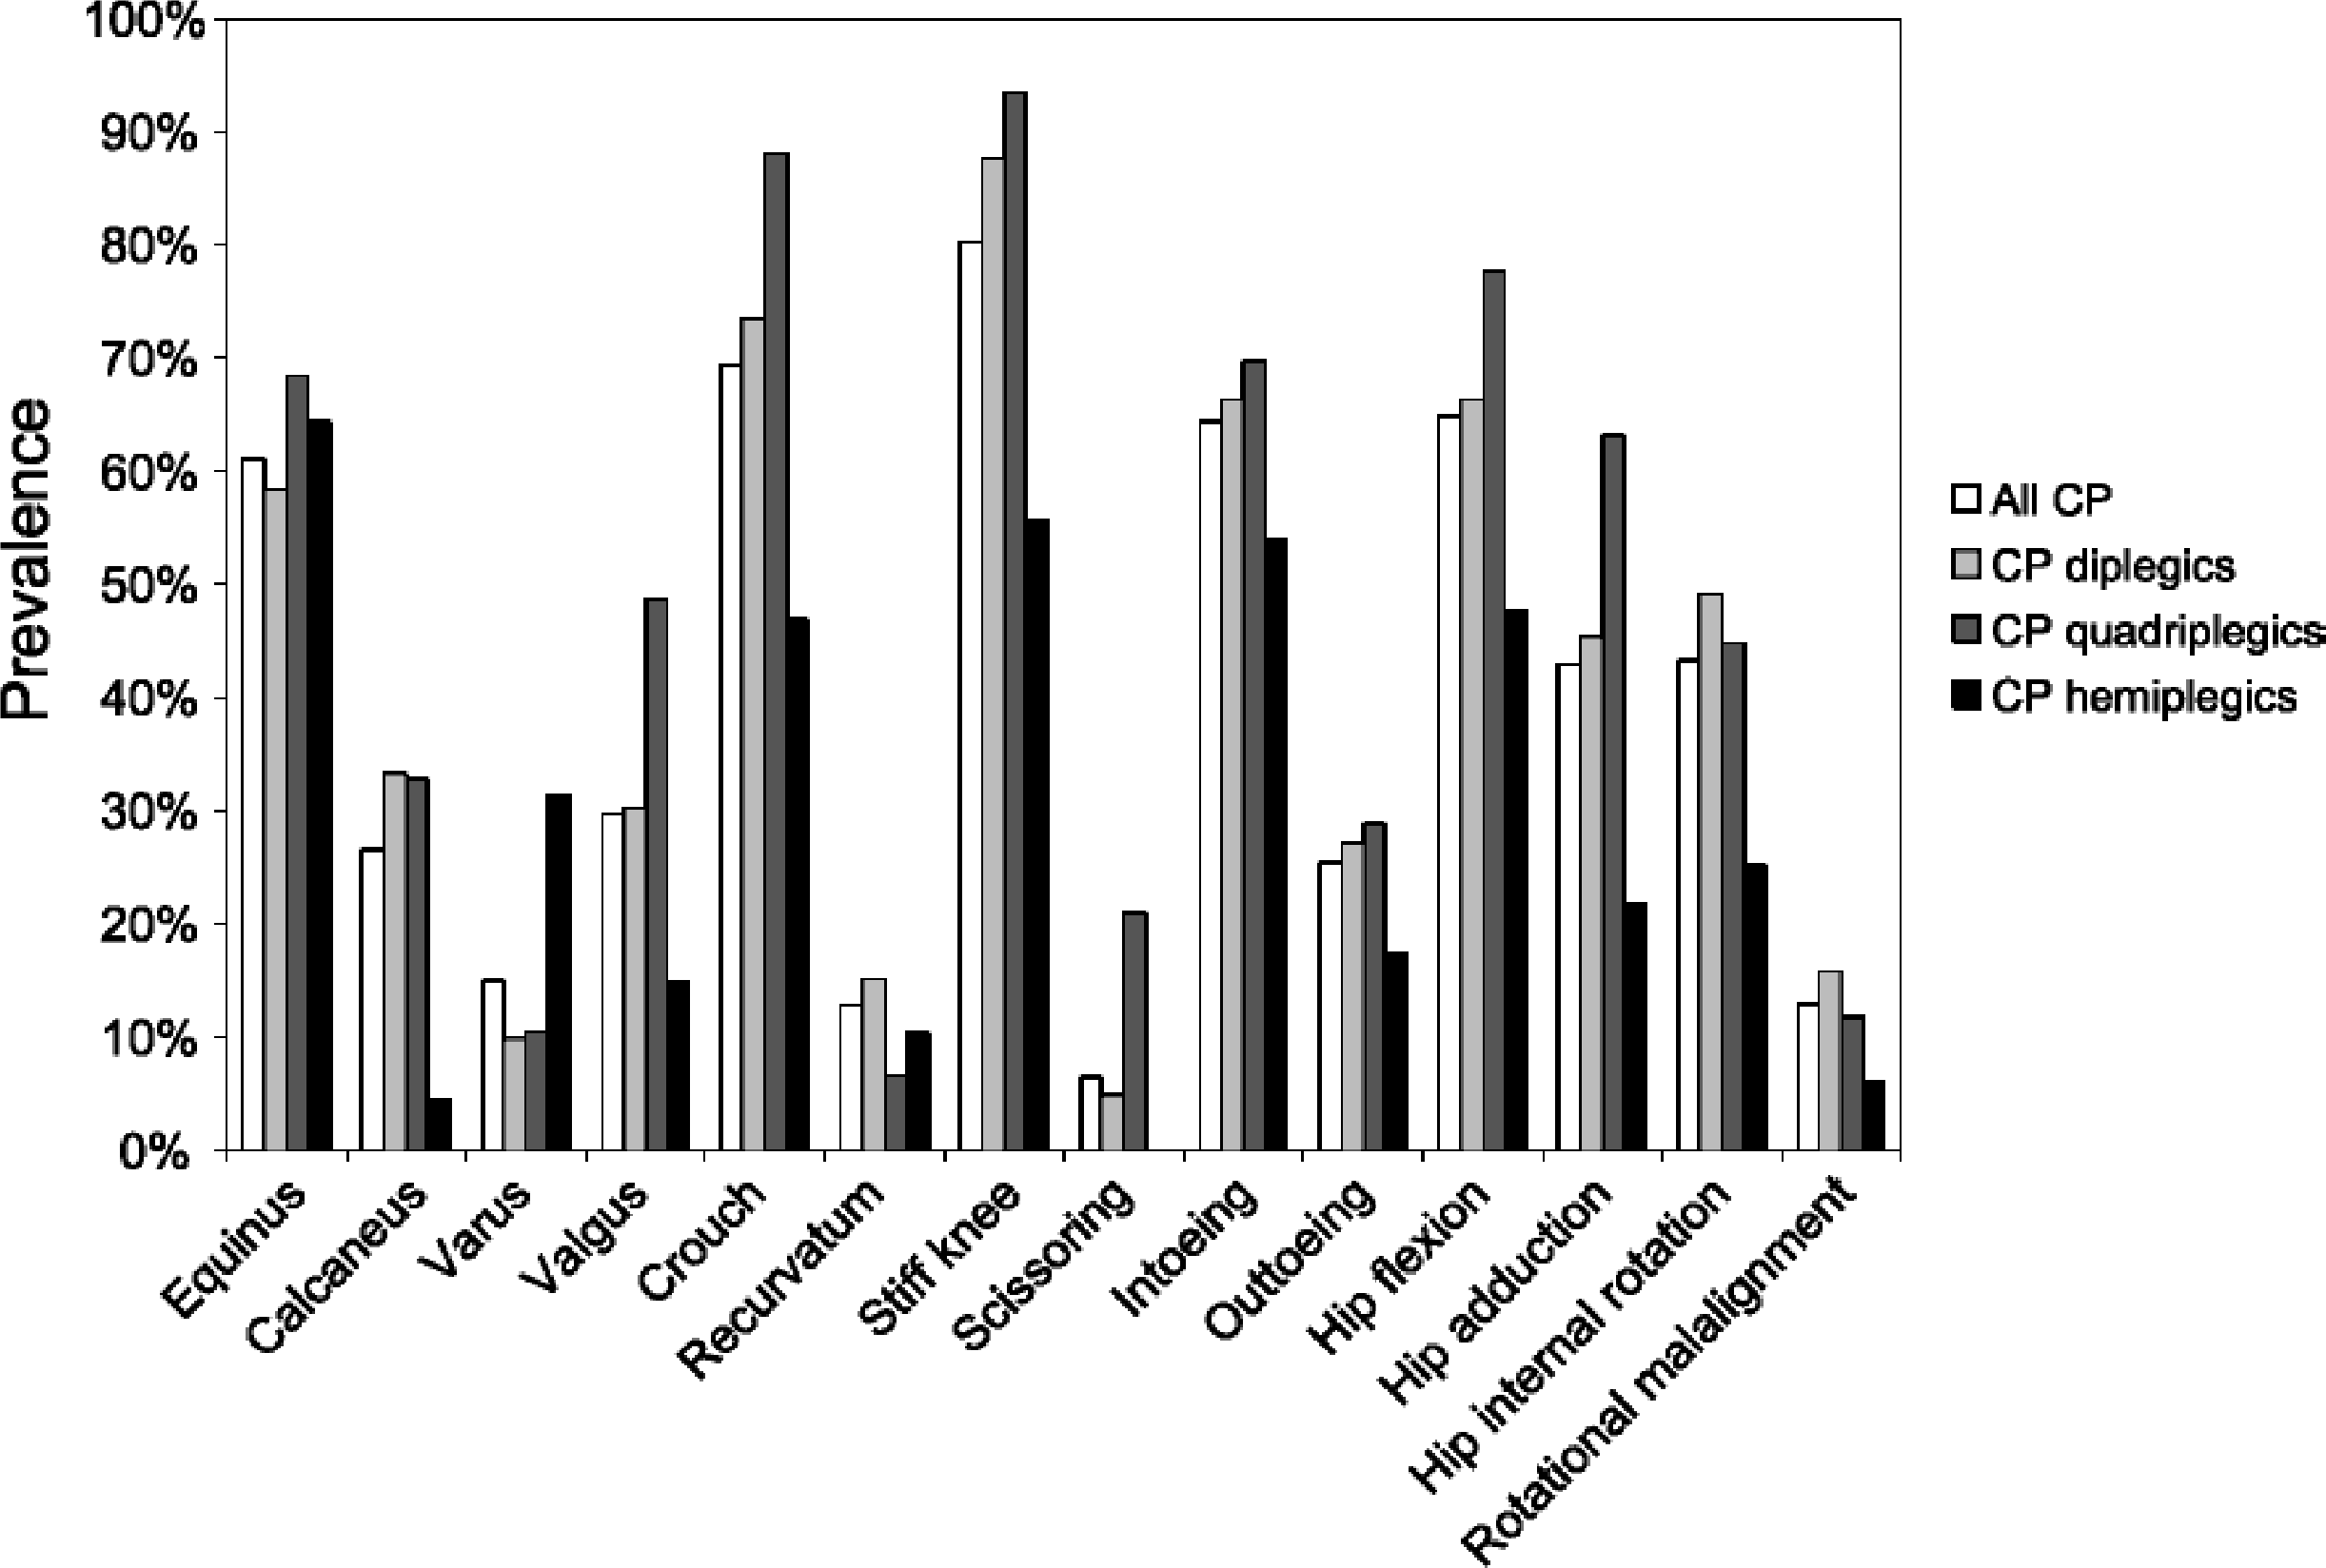 100%
90%
80%
70%
60%
50%
40%
30%
20%
10%
0%
Prevalence
Equinus
Calcaneus
Varus
Valgus
Crouch
Recurvatum
Stiff knee
Scissoring
Intoeing
Outtoeing
Hip flexion
Hip adduction
Hip internal rotation
Rotational malalignment
All CP
CP diplegics
CP quadriplegics
CP hemiplegics